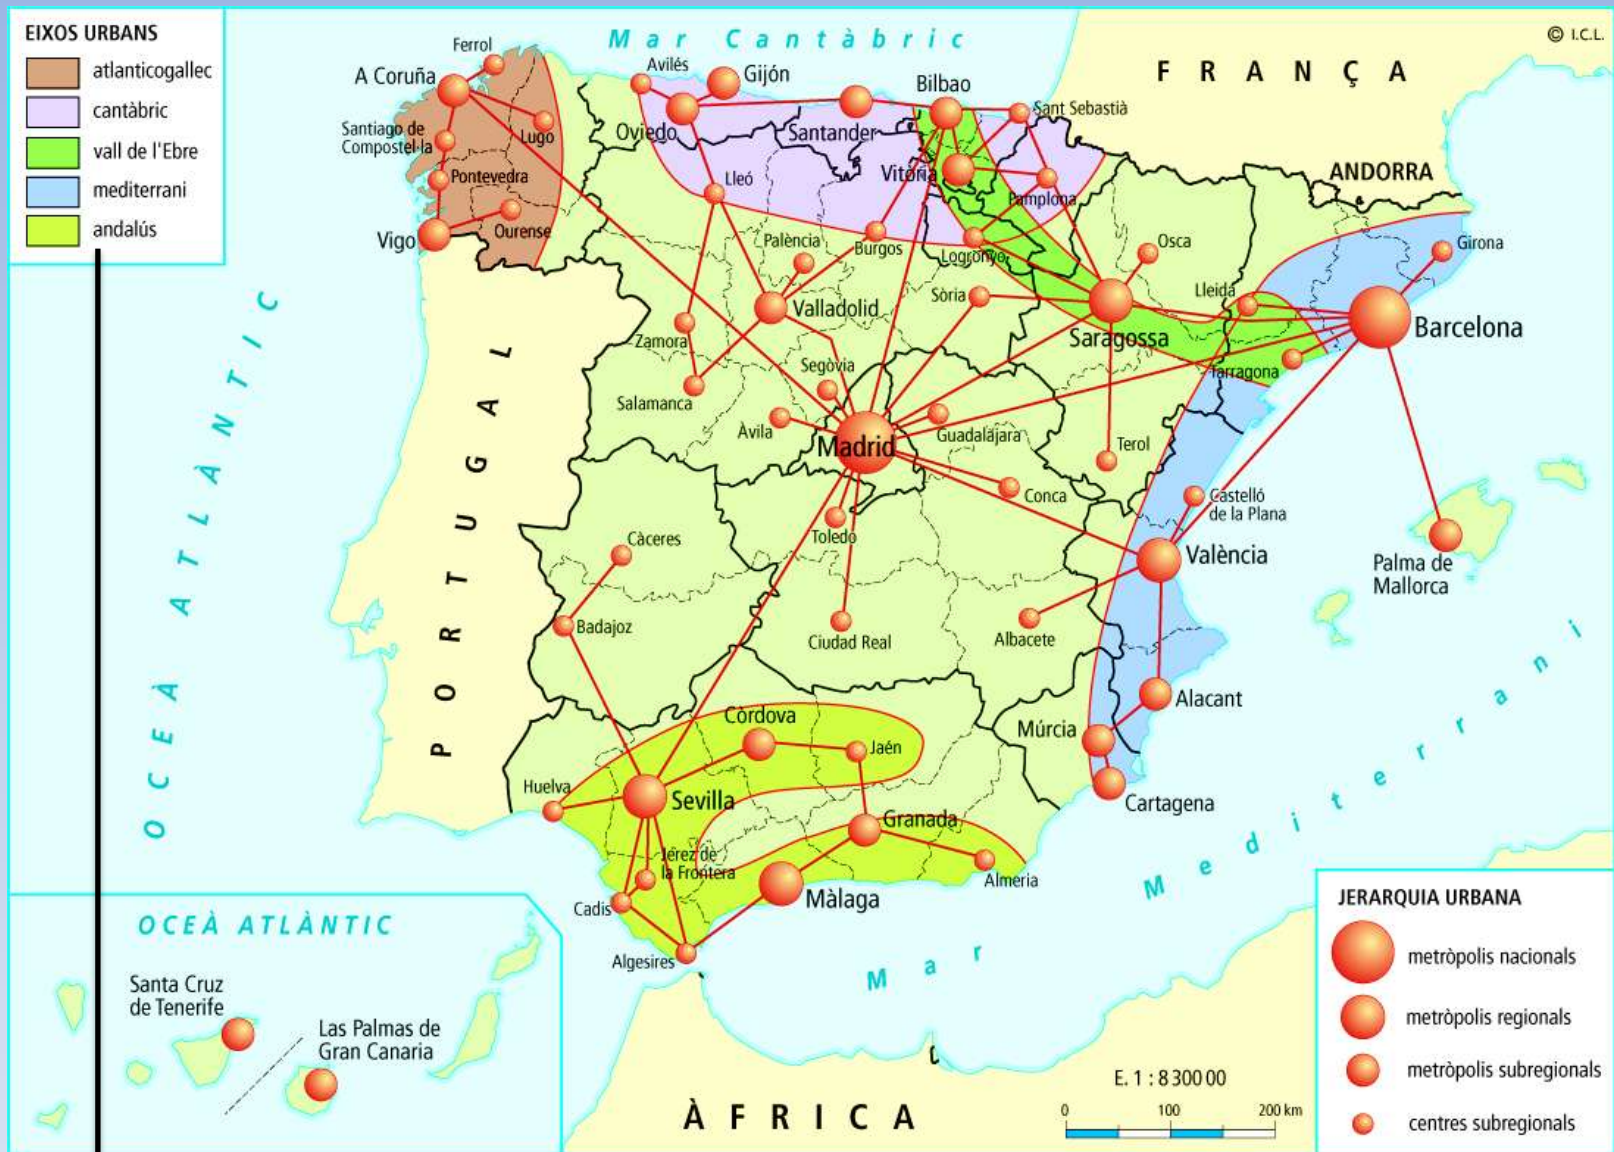 EIXOS URBANS
atlanticogallec
cantàbric
vall de l'Ebre
mediterrani
andalús
Mar Cantàbric
© I.C.L.
FRANÇA
ANDORRA
PORTUGAL
OCEÀ ATLÀNTIC
Mar Mediterrani
ÀFRICA
Ferrol
A Coruña
Santiago de
Compostel·la
Lugo
Pontevedra
Ourense
Vigo
Avilés
Gijón
Oviedo
Santander
Bilbao
Sant Sebastià
Vitòria
Pamplona
Lleó
Palència
Burgos
Logronyo
Osca
Girona
Lleida
Sòria
Valladolid
Zamora
Saragossa
Barcelona
Tarragona
Segòvia
Salamanca
Àvila
Madrid
Guadalajara
Terol
Conca
Castelló
de la Plana
Toledo
València
Palma de
Mallorca
Càceres
Badajoz
Ciudad Real
Albacete
Alacant
Múrcia
Cartagena
Còrdova
Jaén
Huelva
Sevilla
Granada
Jérez de
la Frontera
Almeria
Màlaga
Cadis
Algesires
OCEÀ ATLÀNTIC
Santa Cruz
de Tenerife
Las Palmas de
Gran Canaria
E. 1 : 8 300 00
0 100 200 km
JERARQUIA URBANA
metròpolis nacionals
metròpolis regionals
metròpolis subregionals
centres subregionals